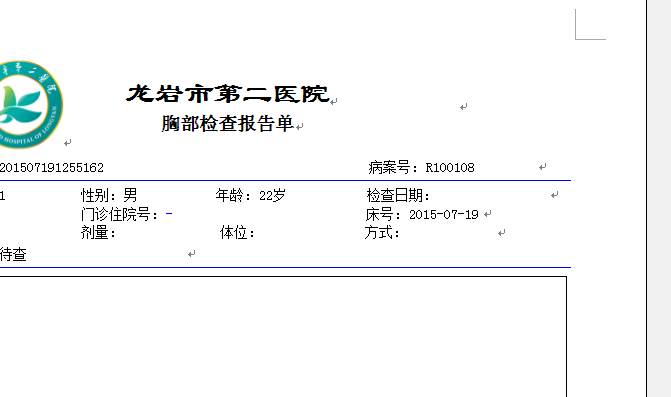 龙岩市第二医院
胸部检查报告单
201507191255162 病案号：R100108
1 性别：男 年龄：22岁 检查日期：
门诊住院号：- 床号：2015-07-19
剂量： 体位： 方式：
待查